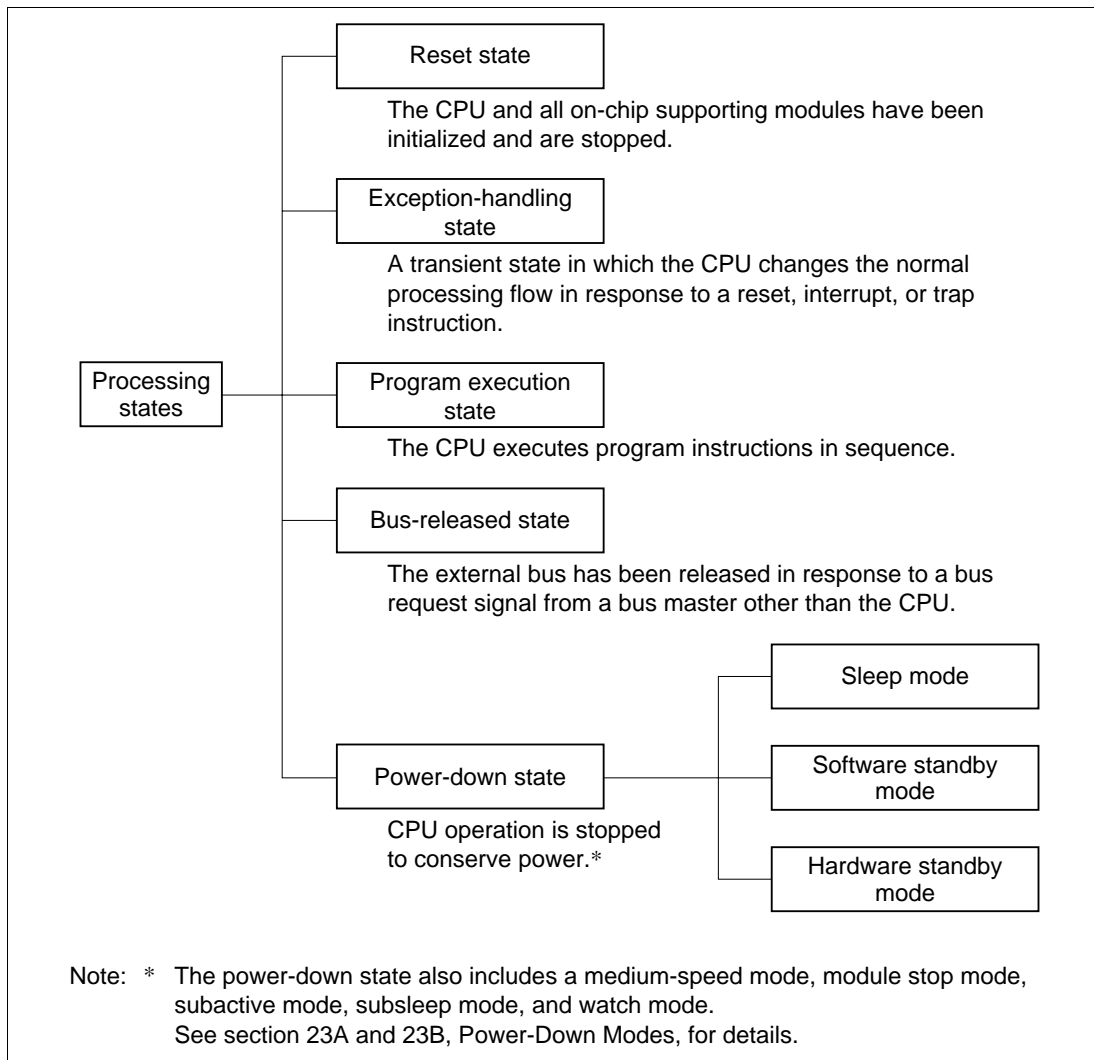 Reset state
The CPU and all on-chip supporting modules have been
initialized and are stopped.
Exception-handling
state
A transient state in which the CPU changes the normal
processing flow in response to a reset, interrupt, or trap
instruction.
Processing
states
Program execution
state
The CPU executes program instructions in sequence.
Bus-released state
The external bus has been released in response to a bus
request signal from a bus master other than the CPU.
Power-down state
CPU operation is stopped
to conserve power.*
Sleep mode
Software standby
mode
Hardware standby
mode
Note: * The power-down state also includes a medium-speed mode, module stop mode,
subactive mode, subsleep mode, and watch mode.
See section 23A and 23B, Power-Down Modes, for details.